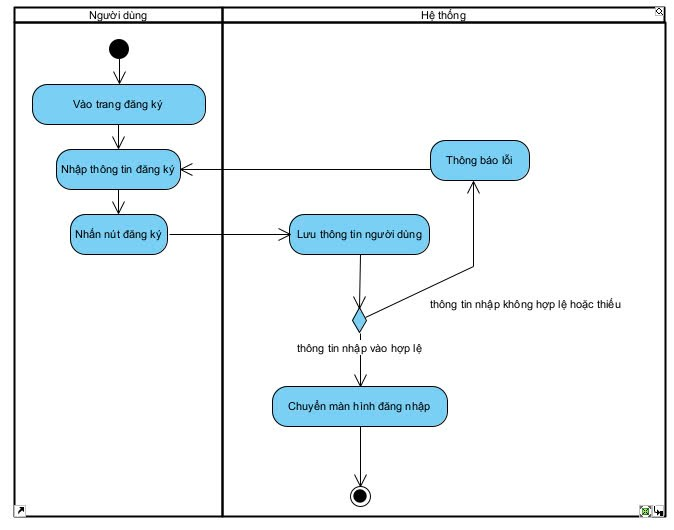 Người dùng
Hệ thống
Vào trang đăng ký
Thông báo lỗi
Nhập thông tin đăng ký
Nhấn nút đăng ký
Lưu thông tin người dùng
thông tin nhập không hợp lệ hoặc thiếu
thông tin nhập vào hợp lệ
Chuyển màn hình đăng nhập